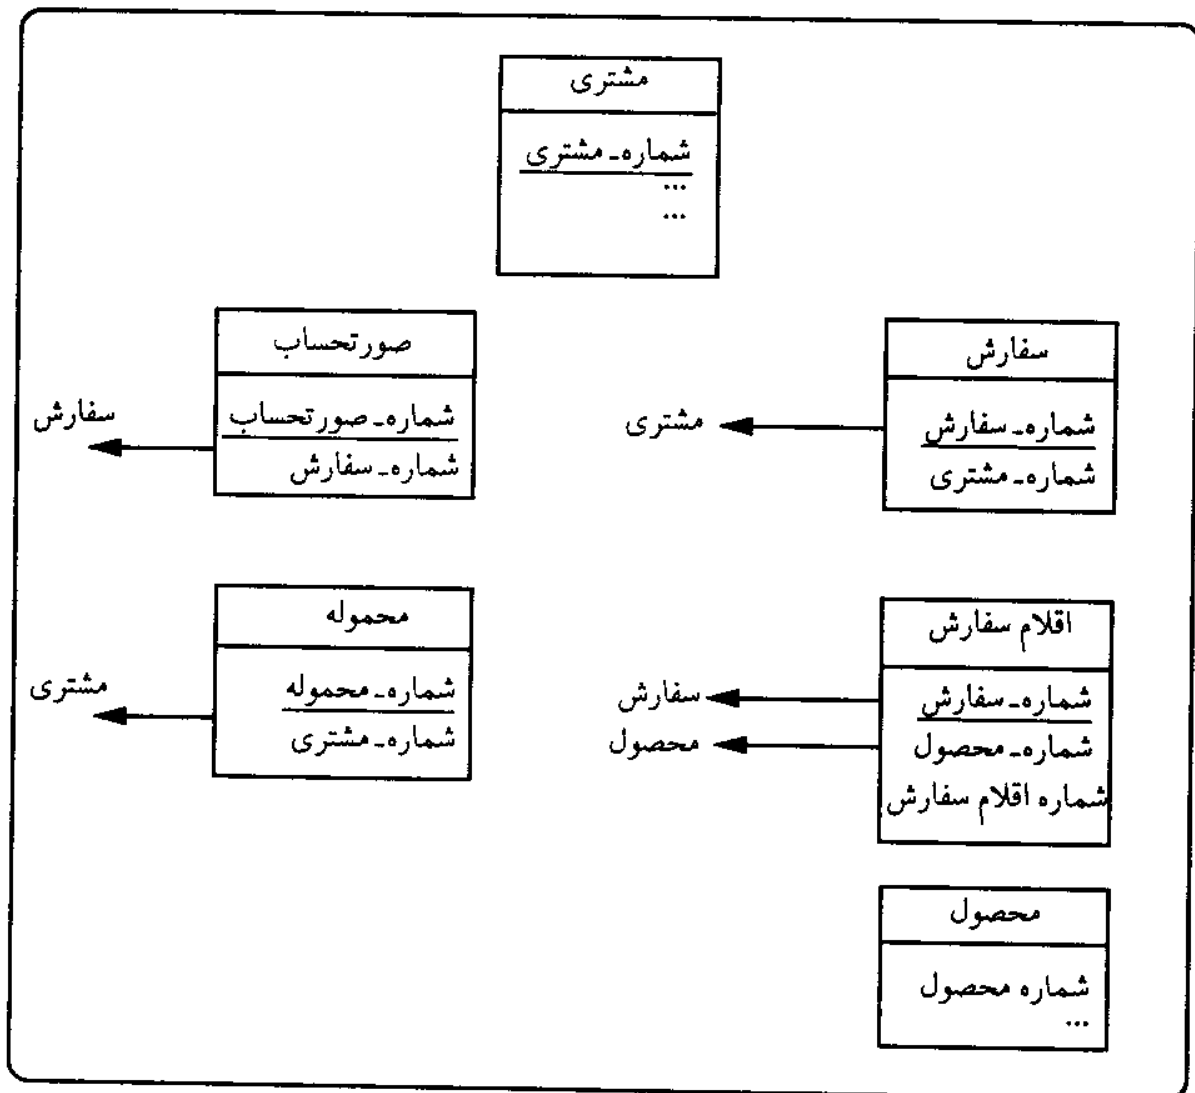 مشتری
شماره_مشتری
...
...
سفارش
شماره_سفارش
شماره_مشتری
مشتری
صورتحساب
شماره_صورتحساب
شماره_سفارش
سفارش
اقلام سفارش
شماره_سفارش
شماره_محصول
شماره اقلام سفارش
سفارش
محصول
محموله
شماره_محموله
شماره_مشتری
مشتری
محصول
شماره محصول
...